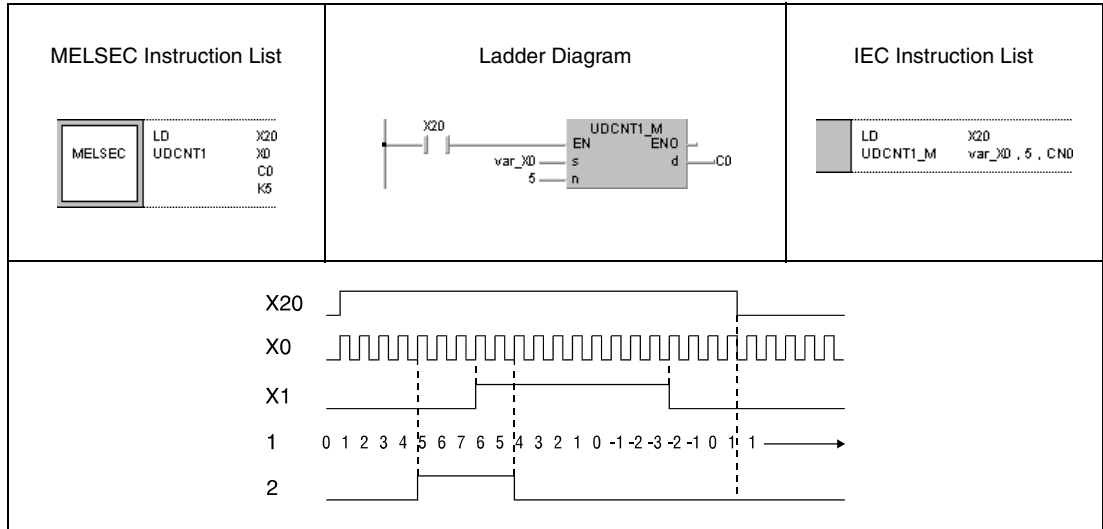 MELSEC Instruction List
Ladder Diagram
IEC Instruction List
MELSEC
LD X20
UDCNT1 X0
C0
K5
X20
UDCNT1_M
EN ENO
var_X0 s d C0
5 n
LD X20
UDCNT1_M var_X0 , 5 , CN0
X20
X0
X1
1 0 1 2 3 4 5 6 7 6 5 4 3 2 1 0 -1 -2 -3 -2 -1 0 1 1
2